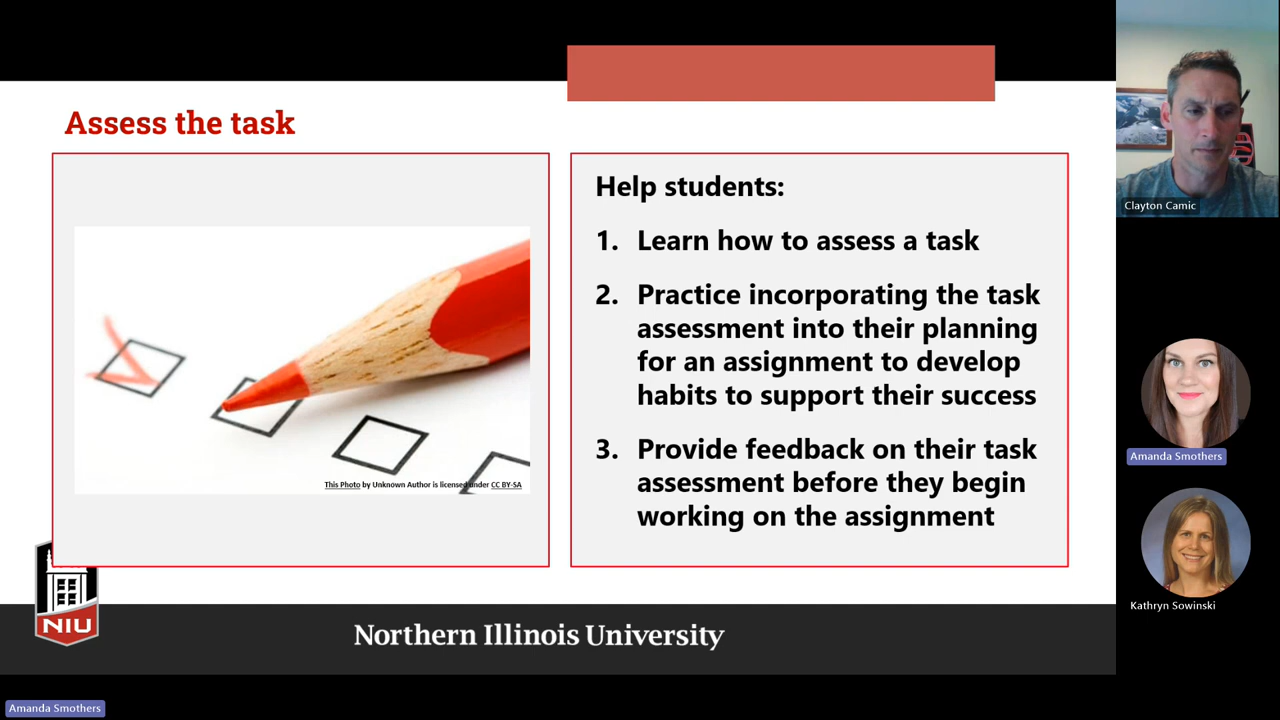 Assess the task
Help students:
1. Learn how to assess a task
2. Practice incorporating the task
assessment into their planning
for an assignment to develop
habits to support their success
3. Provide feedback on their task
assessment before they begin
working on the assignment
This Photo by Unknown Author is licensed under CC BY-SA
NIU
Northern Illinois University
Amanda Smothers
Clayton Camic
Amanda Smothers
Kathryn Sowinski